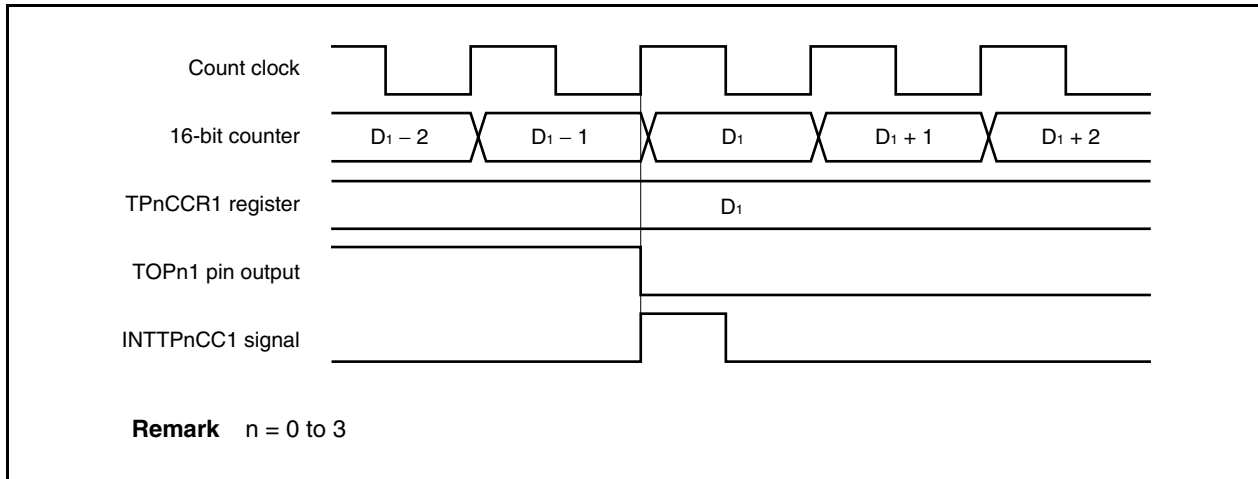 Count clock
16-bit counter D₁ − 2 D₁ − 1 D₁ D₁ + 1 D₁ + 2
TPnCCR1 register D₁
TOPn1 pin output
INTTPnCC1 signal
Remark n = 0 to 3